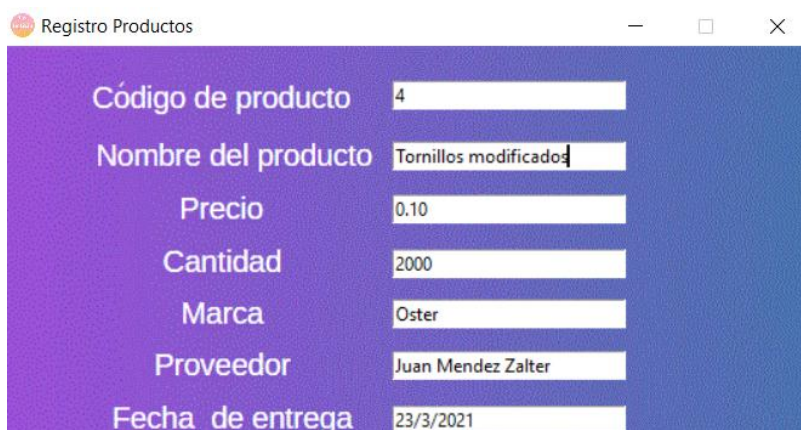 Registro Productos
Código de producto 4
Nombre del producto Tornillos modificados
Precio 0.10
Cantidad 2000
Marca Oster
Proveedor Juan Mendez Zalter
Fecha de entrega 23/3/2021